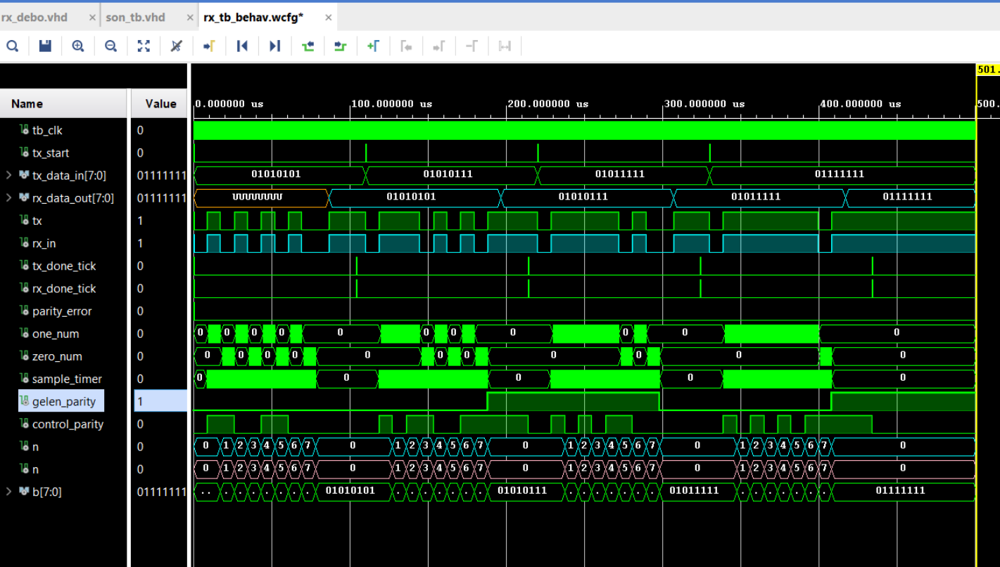 rx_debo.vhd × son_tb.vhd × rx_tb_behav.wcfg* ×
501.
Name Value 0.000000 us 100.000000 us 200.000000 us 300.000000 us 400.000000 us 500.
tb_clk 0
tx_start 0
tx_data_in[7:0] 01111111 01010101 01010111 01011111 01111111
rx_data_out[7:0] 01111111 UUUUUUUU 01010101 01010111 01011111 01111111
tx 1
rx_in 1
tx_done_tick 0
rx_done_tick 0
parity_error 0
one_num 0 0 0 0 0 0 0 0 0 0 0 0 0
zero_num 0 0 0 0 0 0 0 0 0 0 0 0
sample_timer 0 0 0 0 0 0
gelen_parity 1
control_parity 0
n 0 0 1 2 3 4 5 6 7 0 1 2 3 4 5 6 7 0 1 2 3 4 5 6 7 0 1 2 3 4 5 6 7 0
n 0 0 1 2 3 4 5 6 7 0 1 2 3 4 5 6 7 0 1 2 3 4 5 6 7 0 1 2 3 4 5 6 7 0
b[7:0] 01111111 .. . . . . . . 01010101 . . . . . . . 01010111 . . . . . . . 01011111 . . . . . . . 01111111